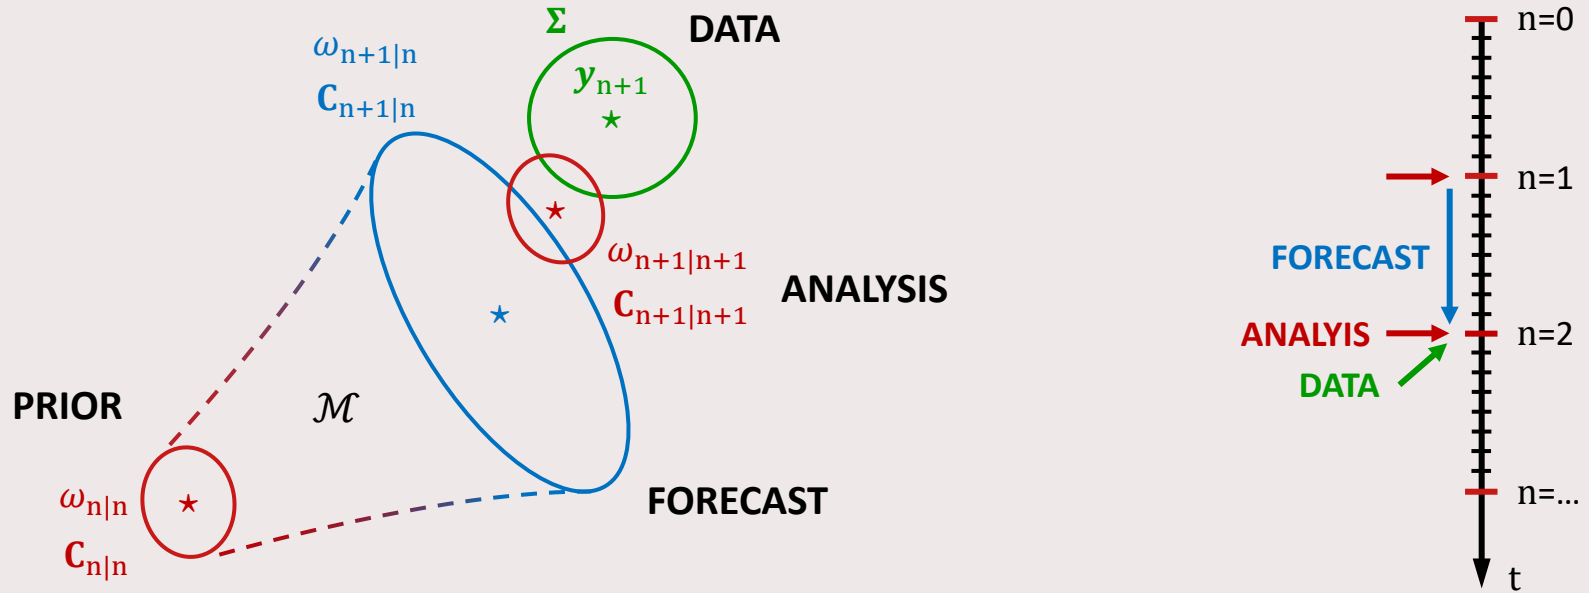 Σ
DATA
ω_{n+1|n}
C_{n+1|n}
y_{n+1}
ω_{n+1|n+1}
C_{n+1|n+1}
ANALYSIS
PRIOR
ℳ
ω_{n|n}
C_{n|n}
FORECAST
n=0
n=1
FORECAST
ANALYIS
n=2
DATA
n=...
t